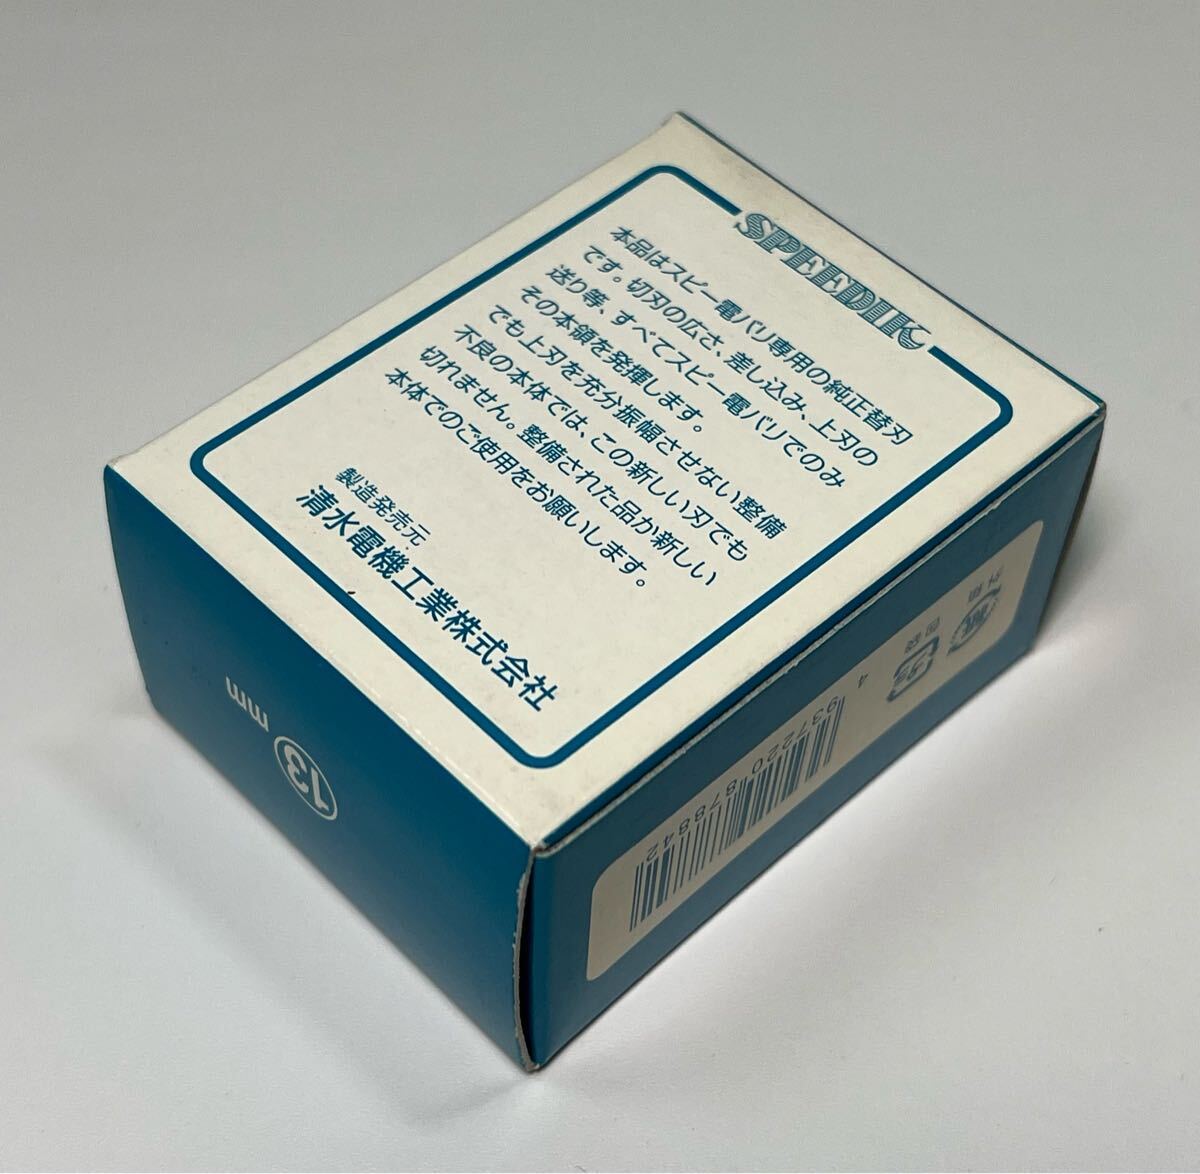 SPEEDIK
本品はスピー電バリ専用の純正替刃
です。切刃の広さ、差し込み、上刃の
送り等、すべてスピー電バリでのみ
その本領を発揮します。
でも上刃を充分振幅させない整備
不良の本体では、この新しい刃でも
切れません。整備された品か新しい
本体でのご使用をお願いします。
製造発売元
清水電機工業株式会社
13 mm
4 937220 878842
外箱
個袋